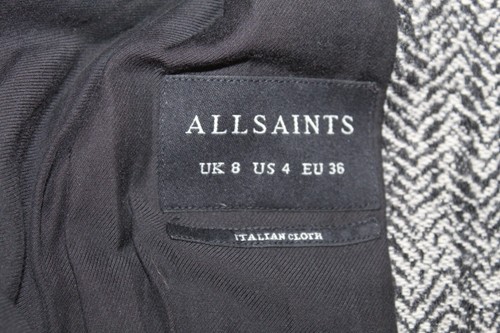 ALLSAINTS
UK 8 US 4 EU 36
ITALIAN CLOTH